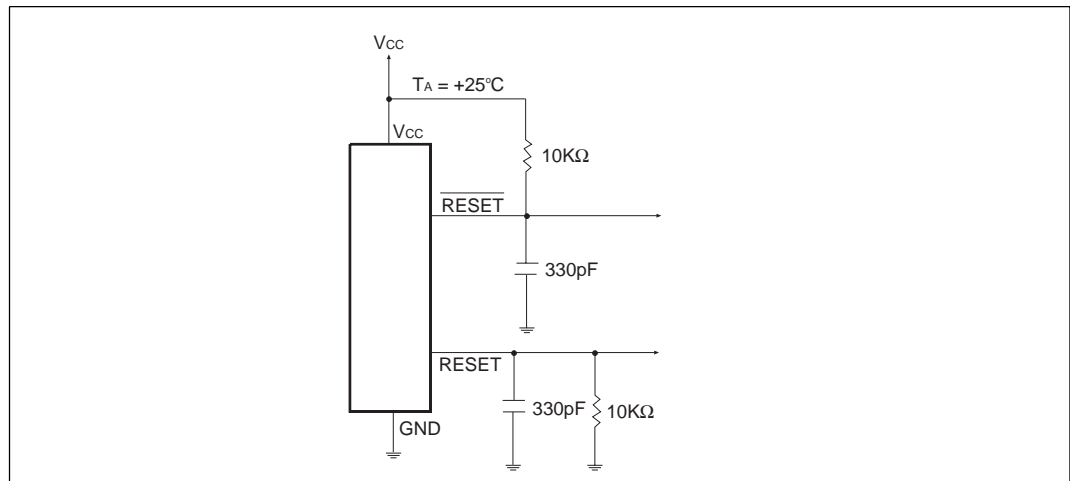 VCC
TA = +25°C
VCC
10KΩ
RESET
330pF
RESET
330pF 10KΩ
GND